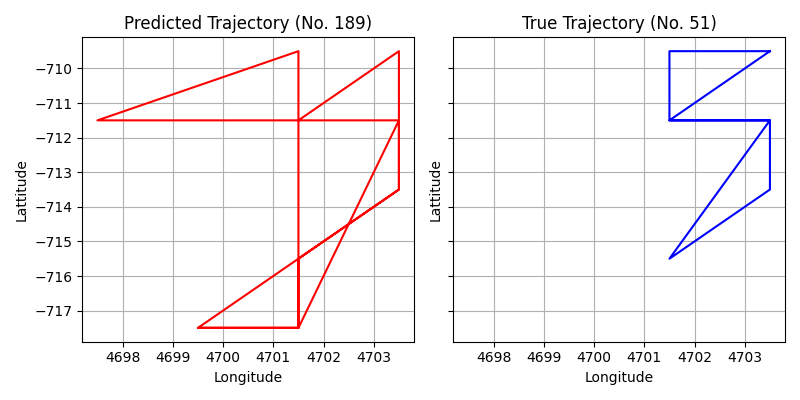 Predicted Trajectory (No. 189)
True Trajectory (No. 51)
Lattitude
−710
−711
−712
−713
−714
−715
−716
−717
4698 4699 4700 4701 4702 4703
Longitude
Lattitude
4698 4699 4700 4701 4702 4703
Longitude